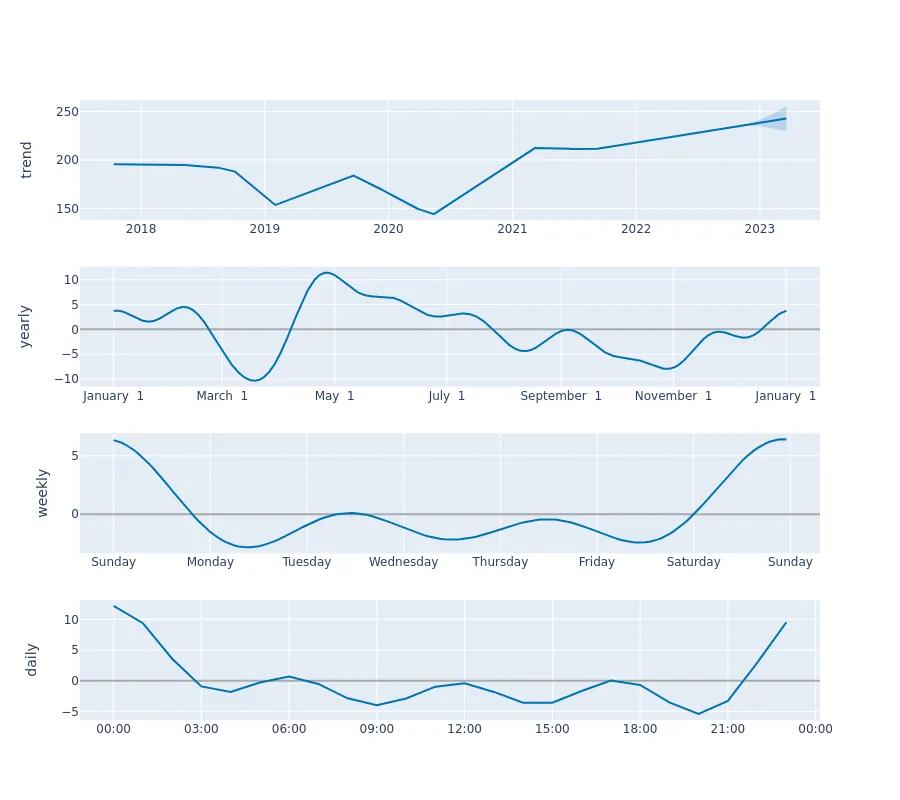 250
200
150
trend
2018 2019 2020 2021 2022 2023
10
5
0
−5
−10
yearly
January 1 March 1 May 1 July 1 September 1 November 1 January 1
5
0
weekly
Sunday Monday Tuesday Wednesday Thursday Friday Saturday Sunday
10
5
0
−5
daily
00:00 03:00 06:00 09:00 12:00 15:00 18:00 21:00 00:00